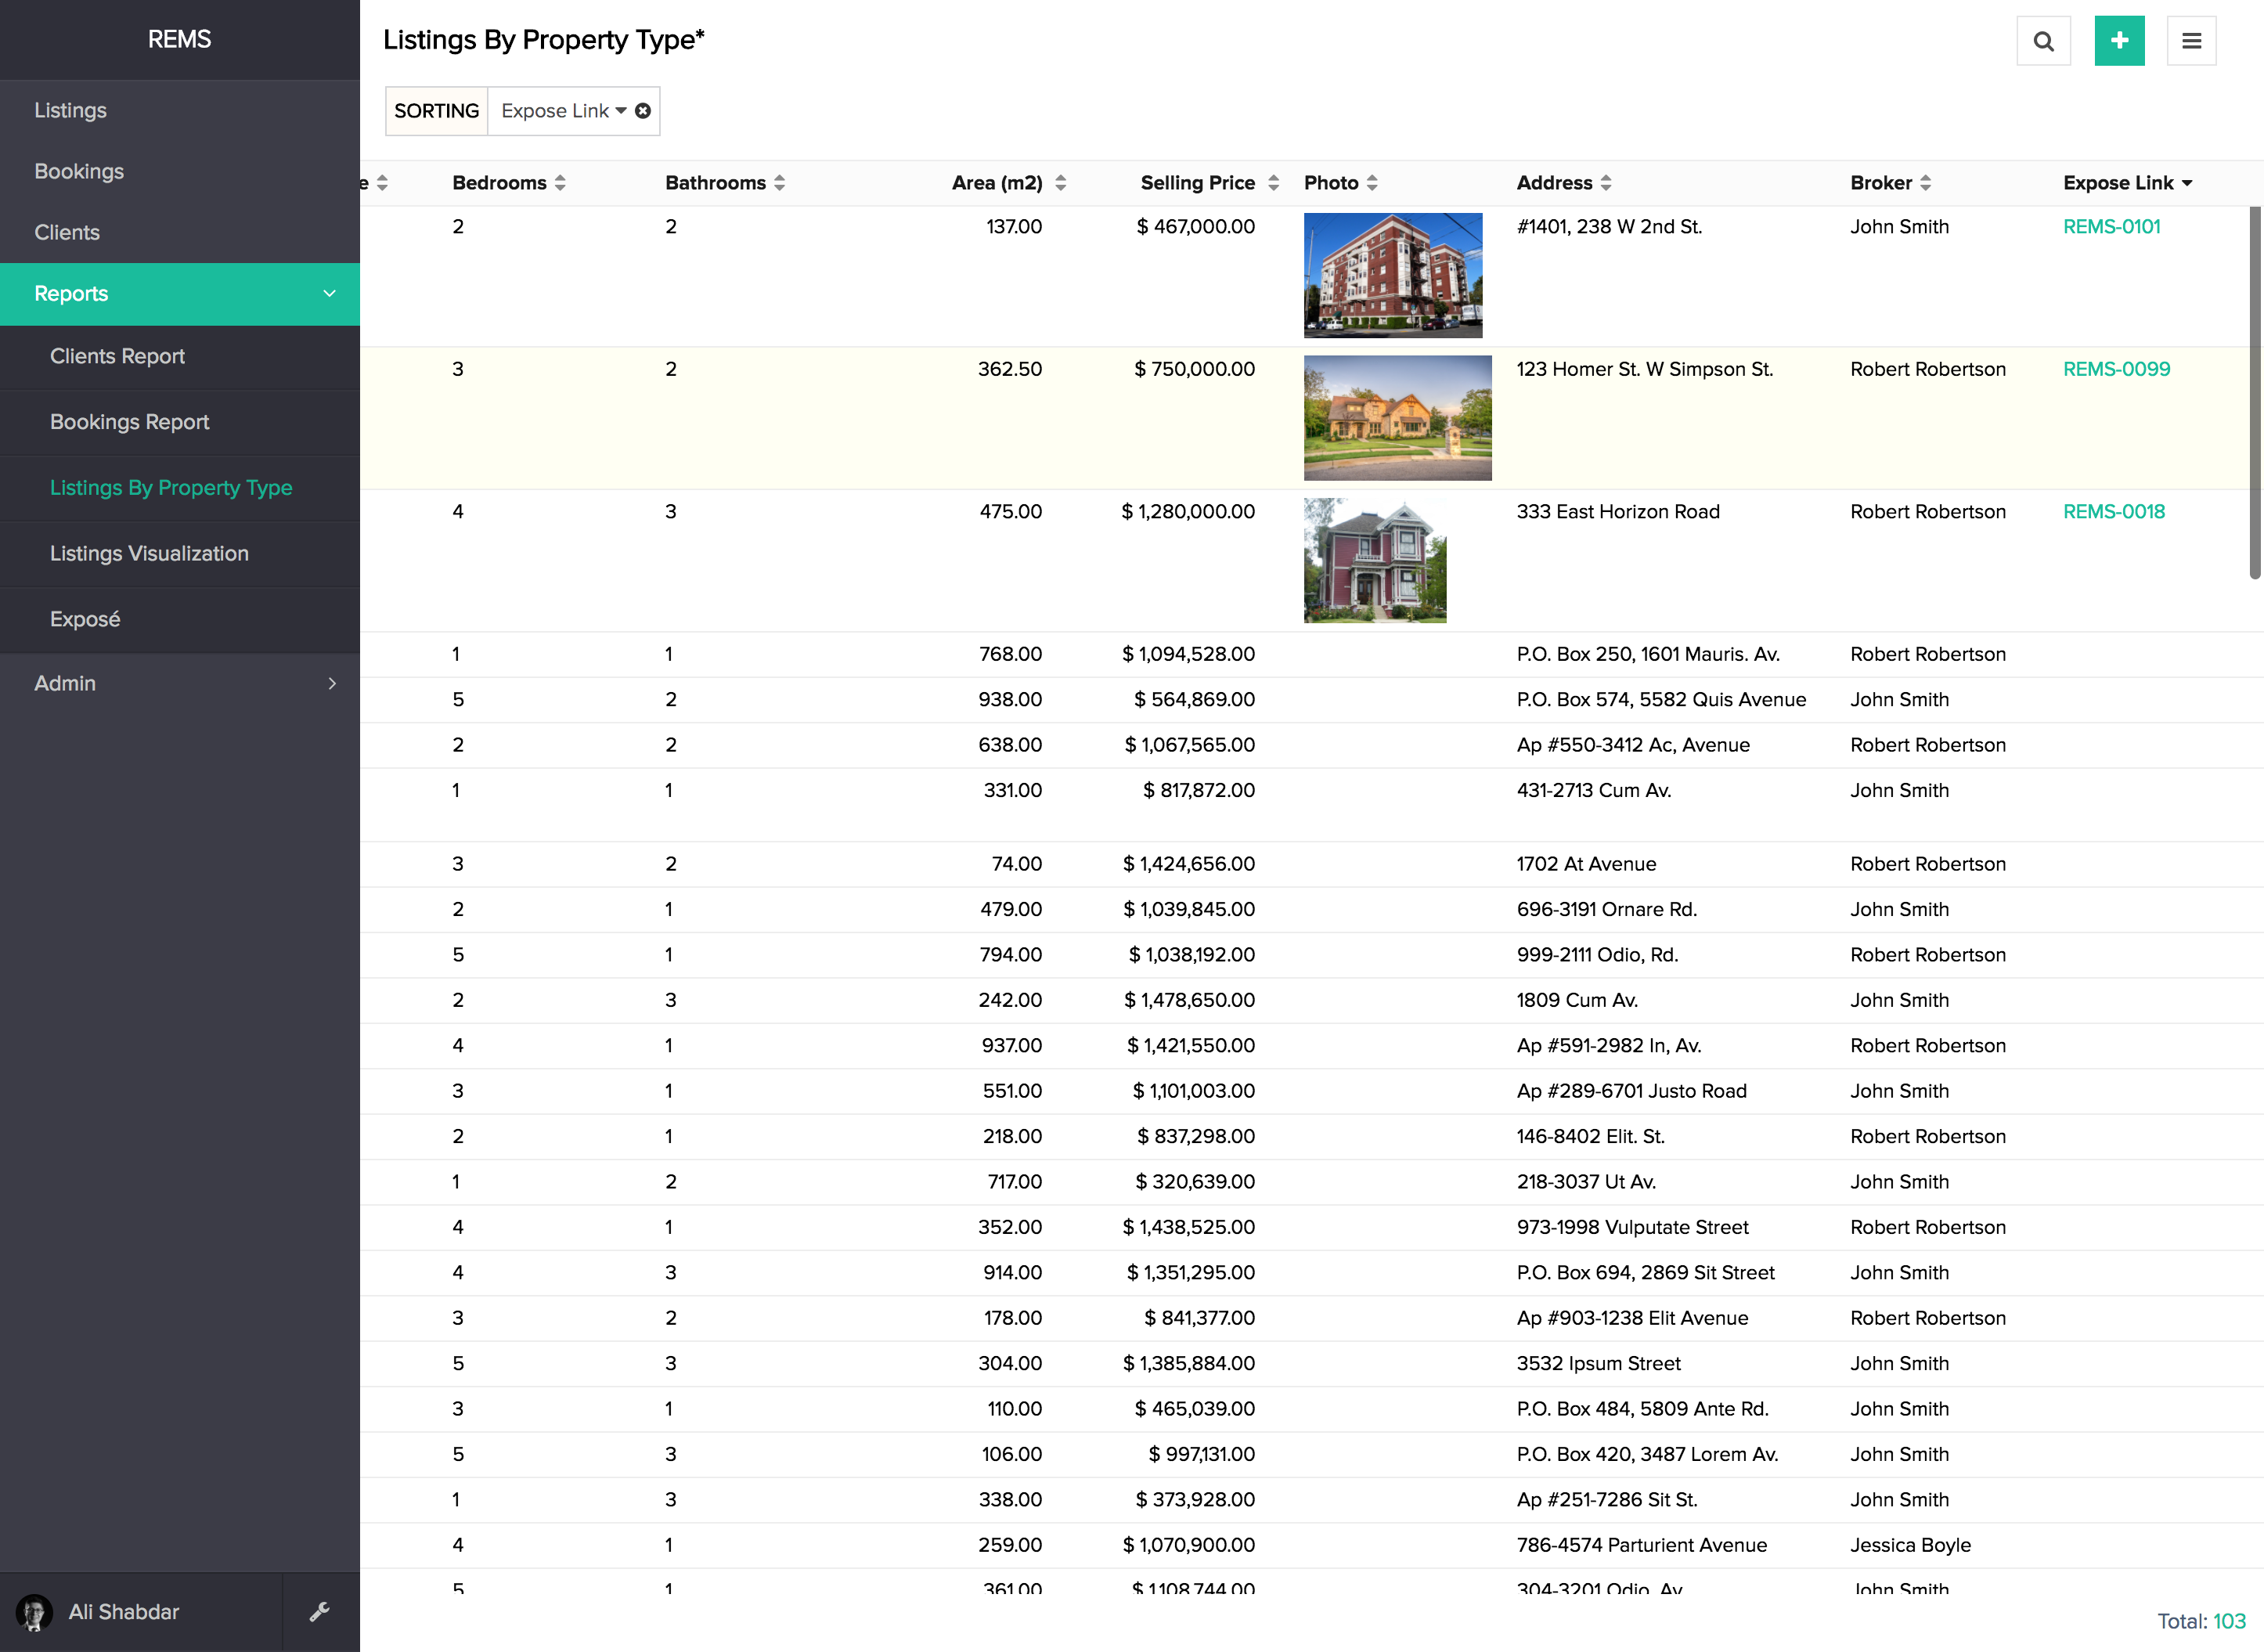 REMS
Listings
Bookings
Clients
Reports
Clients Report
Bookings Report
Listings By Property Type
Listings Visualization
Exposé
Admin
Ali Shabdar
Listings By Property Type*
SORTING Expose Link
e Bedrooms Bathrooms Area (m2) Selling Price Photo Address Broker Expose Link
2 2 137.00 $ 467,000.00 #1401, 238 W 2nd St. John Smith REMS-0101
3 2 362.50 $ 750,000.00 123 Homer St. W Simpson St. Robert Robertson REMS-0099
4 3 475.00 $ 1,280,000.00 333 East Horizon Road Robert Robertson REMS-0018
1 1 768.00 $ 1,094,528.00 P.O. Box 250, 1601 Mauris. Av. Robert Robertson
5 2 938.00 $ 564,869.00 P.O. Box 574, 5582 Quis Avenue John Smith
2 2 638.00 $ 1,067,565.00 Ap #550-3412 Ac, Avenue Robert Robertson
1 1 331.00 $ 817,872.00 431-2713 Cum Av. John Smith
3 2 74.00 $ 1,424,656.00 1702 At Avenue Robert Robertson
2 1 479.00 $ 1,039,845.00 696-3191 Ornare Rd. John Smith
5 1 794.00 $ 1,038,192.00 999-2111 Odio, Rd. Robert Robertson
2 3 242.00 $ 1,478,650.00 1809 Cum Av. John Smith
4 1 937.00 $ 1,421,550.00 Ap #591-2982 In, Av. Robert Robertson
3 1 551.00 $ 1,101,003.00 Ap #289-6701 Justo Road John Smith
2 1 218.00 $ 837,298.00 146-8402 Elit. St. Robert Robertson
1 2 717.00 $ 320,639.00 218-3037 Ut Av. John Smith
4 1 352.00 $ 1,438,525.00 973-1998 Vulputate Street Robert Robertson
4 3 914.00 $ 1,351,295.00 P.O. Box 694, 2869 Sit Street John Smith
3 2 178.00 $ 841,377.00 Ap #903-1238 Elit Avenue Robert Robertson
5 3 304.00 $ 1,385,884.00 3532 Ipsum Street John Smith
3 1 110.00 $ 465,039.00 P.O. Box 484, 5809 Ante Rd. John Smith
5 3 106.00 $ 997,131.00 P.O. Box 420, 3487 Lorem Av. John Smith
1 3 338.00 $ 373,928.00 Ap #251-7286 Sit St. John Smith
4 1 259.00 $ 1,070,900.00 786-4574 Parturient Avenue Jessica Boyle
5 1 361.00 $ 1,108,744.00 304-3201 Odio, Av. John Smith
Total: 103